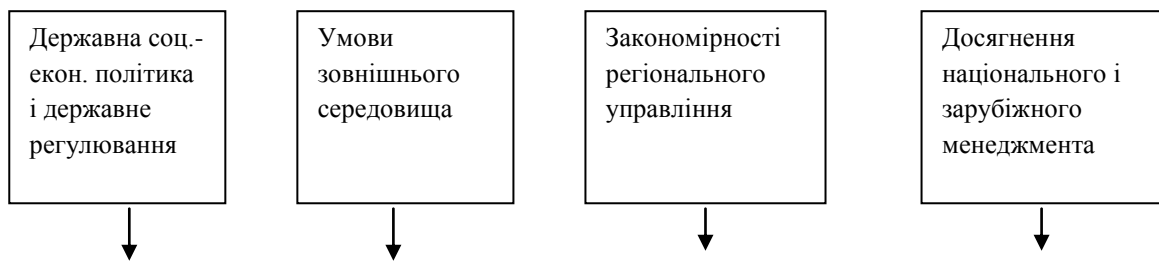 Державна соц.-
екон. політика
і державне
регулювання
Умови
зовнішнього
середовища
Закономірності
регіонального
управління
Досягнення
національного і
зарубіжного
менеджмента